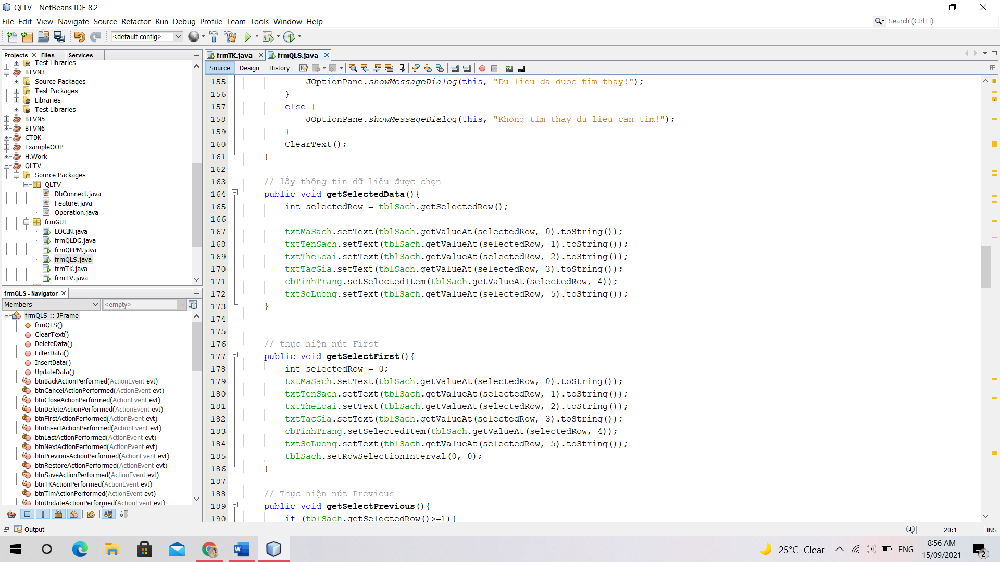 QLTV - NetBeans IDE 8.2
File Edit View Navigate Source Refactor Run Debug Profile Team Tools Window Help
Search (Ctrl+I)
<default config>
Projects Files Services
Test Libraries
BTVN3
Source Packages
Test Packages
Libraries
Test Libraries
BTVN5
BTVN6
CTDK
ExampleOOP
H.Work
QLTV
Source Packages
QLTV
DbConnect.java
Feature.java
Operation.java
frmGUI
LOGIN.java
frmQLDG.java
frmQLPM.java
frmQLS.java
frmTK.java
frmTV.java
frmQLS - Navigator
Members <empty>
frmQLS :: JFrame
frmQLS()
ClearText()
DeleteData()
FilterData()
InsertData()
UpdateData()
btnBackActionPerformed(ActionEvent evt)
btnCancelActionPerformed(ActionEvent evt)
btnCloseActionPerformed(ActionEvent evt)
btnDeleteActionPerformed(ActionEvent evt)
btnFirstActionPerformed(ActionEvent evt)
btnInsertActionPerformed(ActionEvent evt)
btnLastActionPerformed(ActionEvent evt)
btnNextActionPerformed(ActionEvent evt)
btnPreviousActionPerformed(ActionEvent evt)
btnRestoreActionPerformed(ActionEvent evt)
btnSaveActionPerformed(ActionEvent evt)
btnTKActionPerformed(ActionEvent evt)
btnTimActionPerformed(ActionEvent evt)
btnUpdateActionPerformed(ActionEvent evt)
frmTK.java frmQLS.java
Source Design History
155 JOptionPane.showMessageDialog(this, "Du lieu da duoc tim thay!");
156 }
157 else {
158 JOptionPane.showMessageDialog(this, "Khong tim thay du lieu can tim!");
159 }
160 ClearText();
161 }
162
163 // lấy thông tin dữ liêu được chọn
164 public void getSelectedData(){
165 int selectedRow = tblSach.getSelectedRow();
166
167 txtMaSach.setText(tblSach.getValueAt(selectedRow, 0).toString());
168 txtTenSach.setText(tblSach.getValueAt(selectedRow, 1).toString());
169 txtTheLoai.setText(tblSach.getValueAt(selectedRow, 2).toString());
170 txtTacGia.setText(tblSach.getValueAt(selectedRow, 3).toString());
171 cbTinhTrang.setSelectedItem(tblSach.getValueAt(selectedRow, 4));
172 txtSoLuong.setText(tblSach.getValueAt(selectedRow, 5).toString());
173 }
174
175
176 // thực hiện nút First
177 public void getSelectFirst(){
178 int selectedRow = 0;
179 txtMaSach.setText(tblSach.getValueAt(selectedRow, 0).toString());
180 txtTenSach.setText(tblSach.getValueAt(selectedRow, 1).toString());
181 txtTheLoai.setText(tblSach.getValueAt(selectedRow, 2).toString());
182 txtTacGia.setText(tblSach.getValueAt(selectedRow, 3).toString());
183 cbTinhTrang.setSelectedItem(tblSach.getValueAt(selectedRow, 4));
184 txtSoLuong.setText(tblSach.getValueAt(selectedRow, 5).toString());
185 tblSach.setRowSelectionInterval(0, 0);
186 }
187
188 // Thực hiện nút Previous
189 public void getSelectPrevious(){
190 if (tblSach.getSelectedRow()>=1){
Output
1
20:1 INS
25°C Clear
ENG
8:56 AM
15/09/2021
2